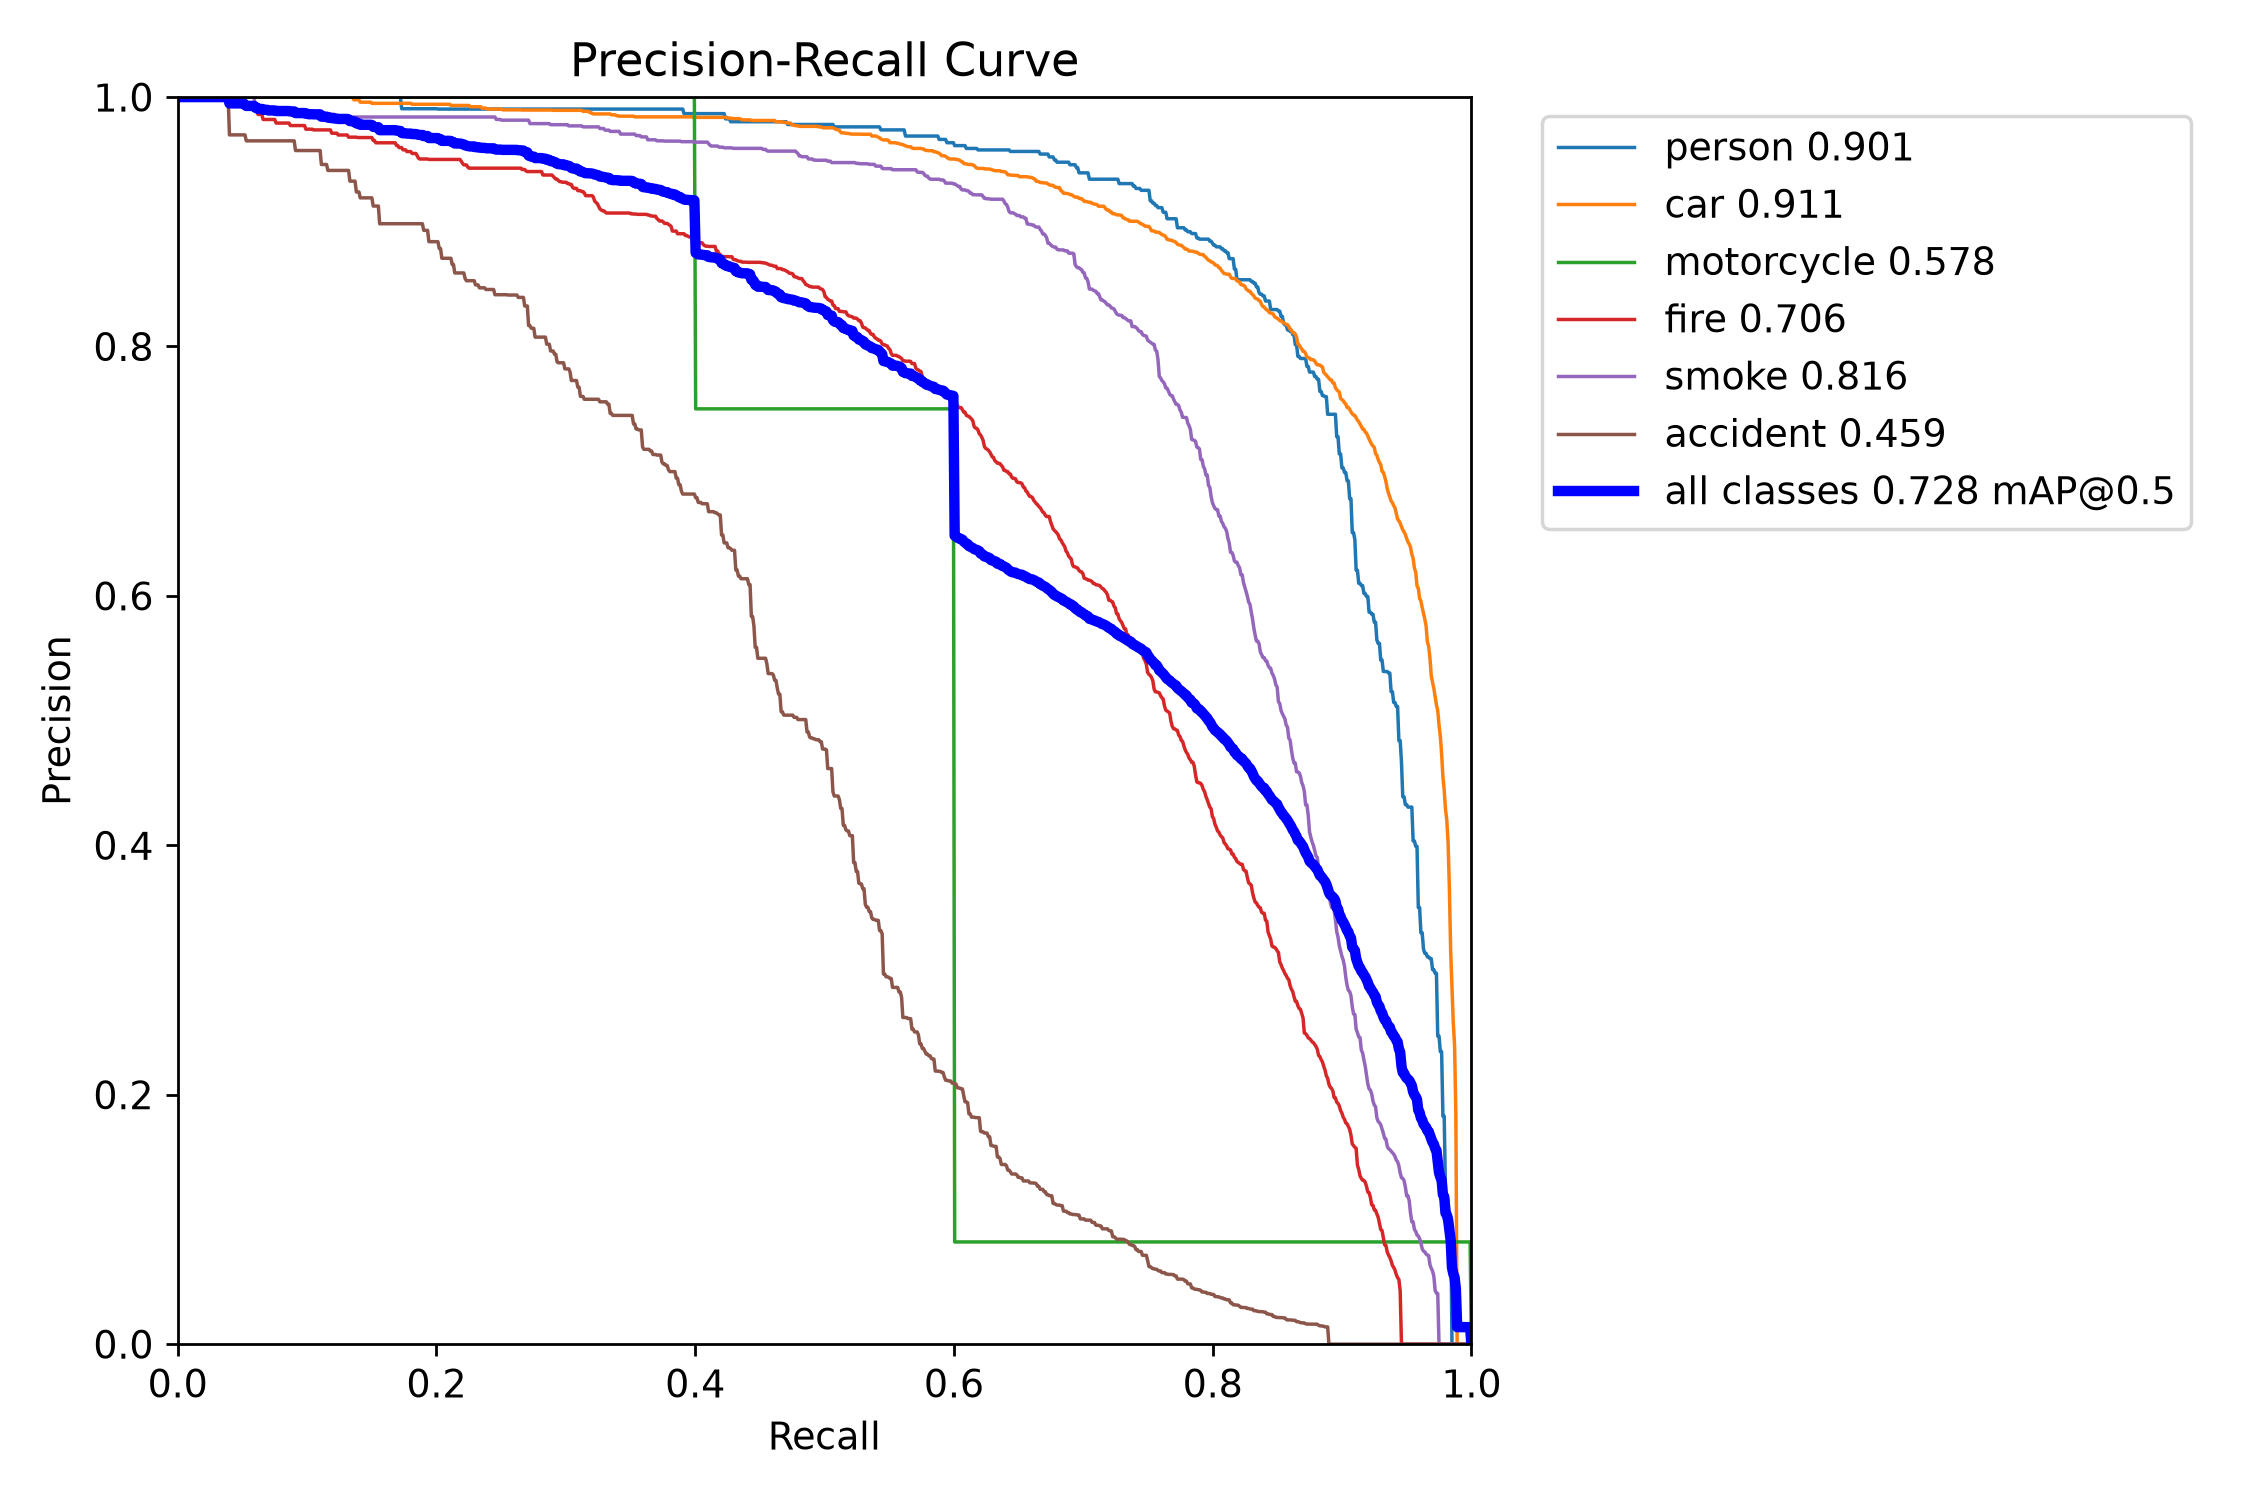 Precision-Recall Curve
1.0
0.8
0.6
0.4
0.2
0.0
Precision
0.0 0.2 0.4 0.6 0.8 1.0
Recall
person 0.901
car 0.911
motorcycle 0.578
fire 0.706
smoke 0.816
accident 0.459
all classes 0.728 mAP@0.5